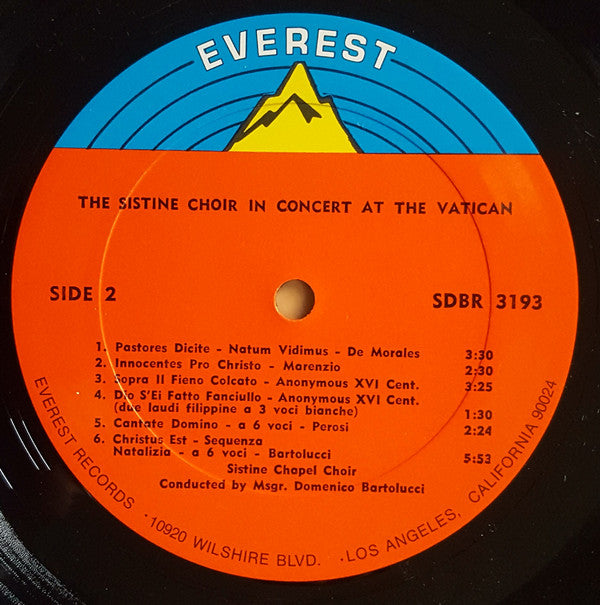 EVEREST
THE SISTINE CHOIR IN CONCERT AT THE VATICAN
SIDE 2
SDBR 3193
1. Pastores Dicite - Natum Vidimus - De Morales 3:30
2. Innocentes Pro Christo - Marenzio 2:30
3. Sopra Il Fieno Colcato - Anonymous XVI Cent. 3:25
4. Dio S'Ei Fatto Fanciullo - Anonymous XVI Cent.
(due laudi filippine a 3 voci bianche) 1:30
5. Cantate Domino - a 6 voci - Perosi 2:24
6. Christus Est - Sequenza
Natalizia - a 6 voci - Bartolucci 5:53
Sistine Chapel Choir
Conducted by Msgr. Domenico Bartolucci
EVEREST RECORDS · 10920 WILSHIRE BLVD. · LOS ANGELES, CALIFORNIA 90024